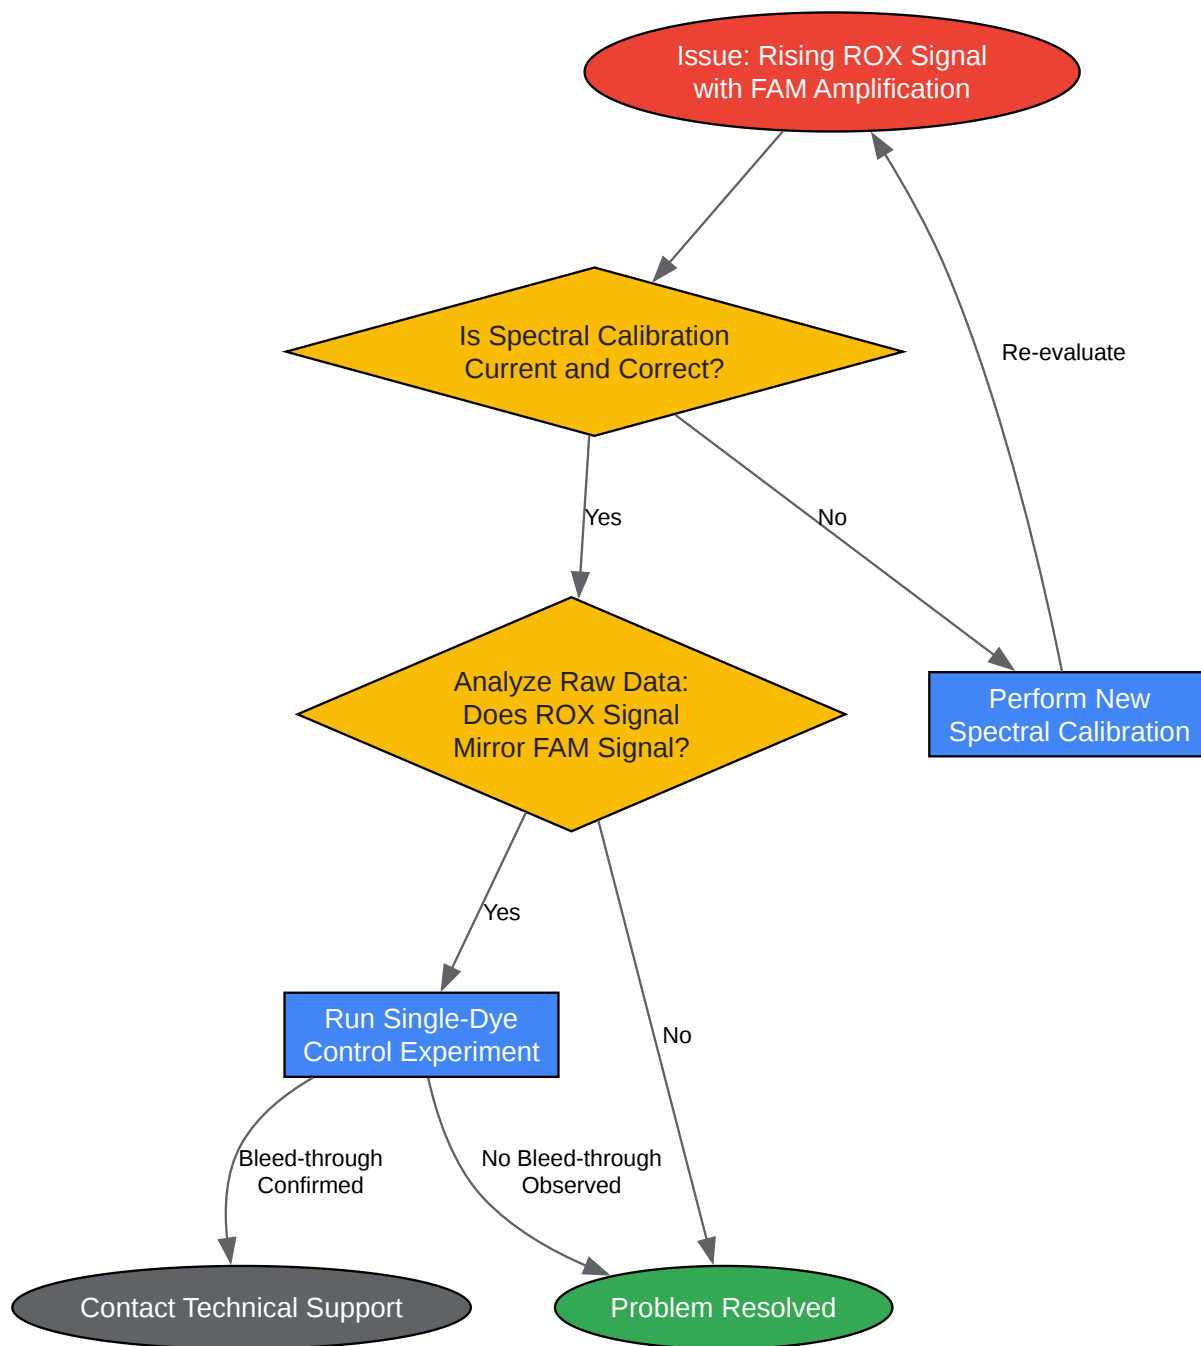 Issue: Rising ROX Signal
with FAM Amplification
Is Spectral Calibration
Current and Correct?
Re-evaluate
Yes
No
Analyze Raw Data:
Does ROX Signal
Mirror FAM Signal?
Perform New
Spectral Calibration
Yes
No
Run Single-Dye
Control Experiment
Bleed-through
Confirmed
No Bleed-through
Observed
Contact Technical Support
Problem Resolved